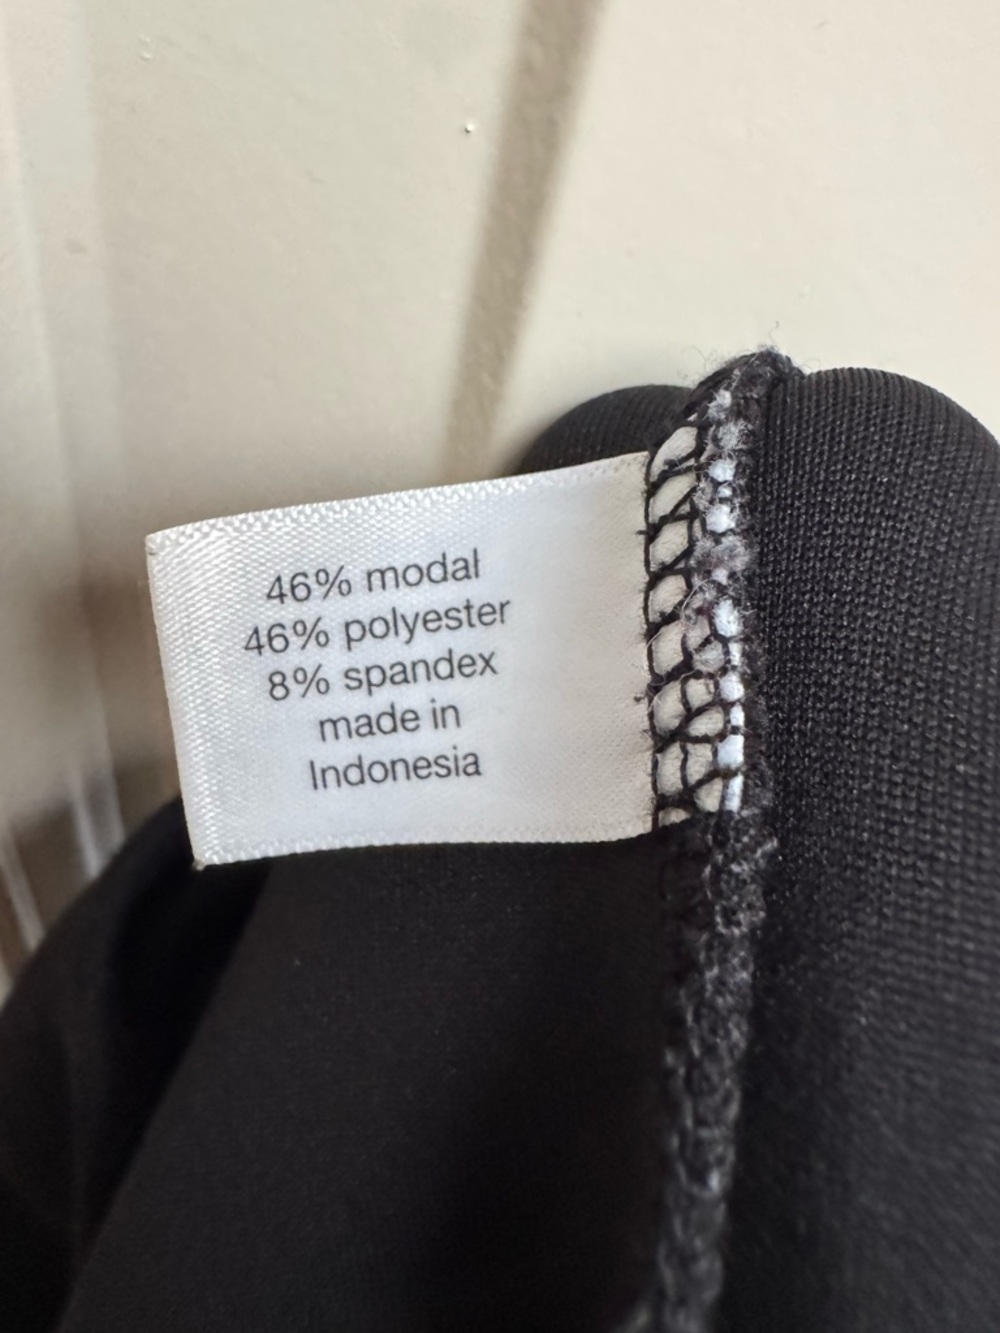 46% modal
46% polyester
8% spandex
made in
Indonesia